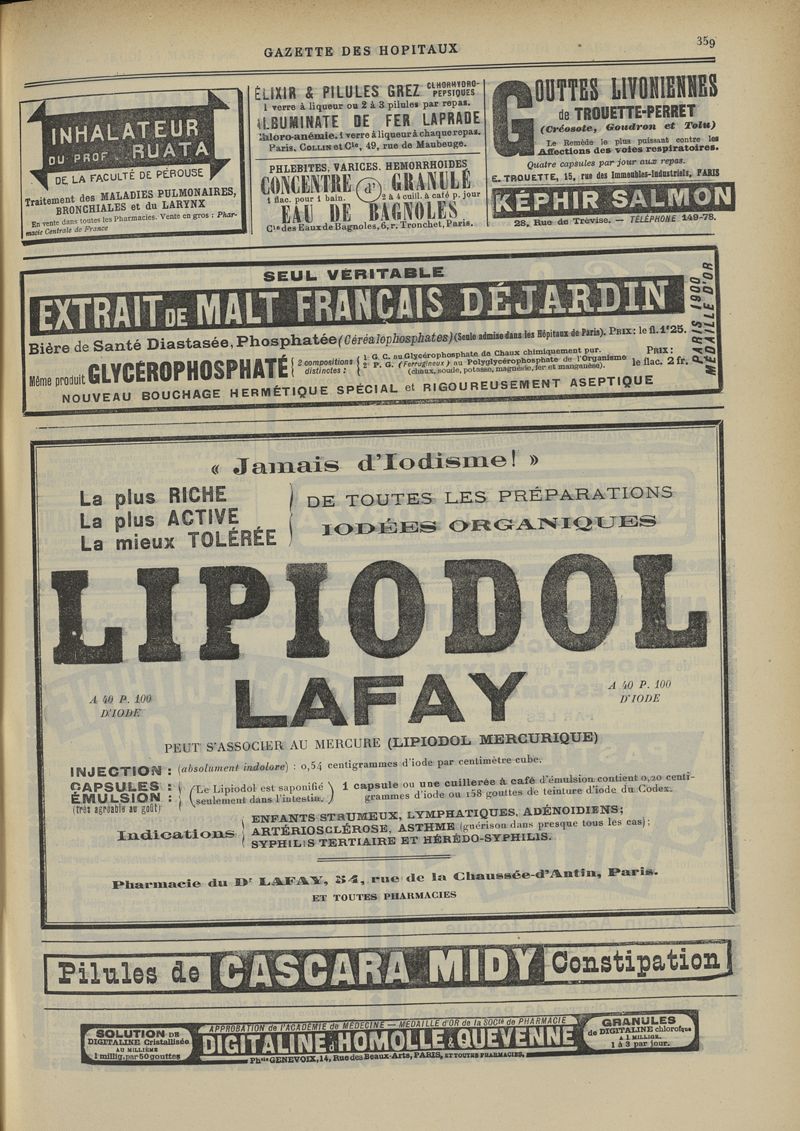 GAZETTE DES HOPITAUX
359
INHALATEUR
DU PROF. RUATA
DE LA FACULTÉ DE PÉROUSE
Traitement des MALADIES PULMONAIRES,
BRONCHIALES et du LARYNX
En vente dans toutes les Pharmacies. Vente en gros : Phar-
macie Centrale de France
ÉLIXIR & PILULES GREZ CHLORHYDRO-
PEPSIQUES
1 verre à liqueur ou 2 à 3 pilules par repas.
ALBUMINATE DE FER LAPRADE
Chloro-anémie. 1 verre à liqueur à chaque repas.
Paris, COLLIN et Cie, 49, rue de Maubeuge.
PHLEBITES. VARICES. HEMORRHOIDES
CONCENTRÉ (d') GRANULÉ
1 flac. pour 1 bain. 2 à 4 cuill. à café p. jour
EAU DE BAGNOLES
Cie des Eaux de Bagnoles, 6, r. Tronchet, Paris.
GOUTTES LIVONIENNES
de TROUETTE-PERRET
(Créosote, Goudron et Tolu)
Le Remède le plus puissant contre les
Affections des voies respiratoires.
Quatre capsules par jour aux repas.
E. TROUETTE, 15, rue des Immeubles-Industriels, PARIS
KÉPHIR SALMON
28, Rue de Trévise. — TÉLÉPHONE 149-78.
SEUL VÉRITABLE
EXTRAIT DE MALT FRANÇAIS DÉJARDIN
Bière de Santé Diastasée, Phosphatée (Céréalophosphates) (Seule admise dans les Hôpitaux de Paris). PRIX : le fl. 1f25.
Même produit GLYCÉROPHOSPHATÉ { 2 compositions distinctes : { 1° G. C. au Glycérophosphate de Chaux chimiquement pur.
2° P. G. (Ferrugineux) au Polyglycérophosphate de l'Organisme
(chaux, soude, potasse, magnésie, fer et manganèse).
PRIX :
le flac. 2 fr.
NOUVEAU BOUCHAGE HERMÉTIQUE SPÉCIAL et RIGOUREUSEMENT ASEPTIQUE
PARIS 1900
MÉDAILLE D'OR
« Jamais d'Iodisme! »
La plus RICHE
La plus ACTIVE
La mieux TOLÉRÉE
DE TOUTES LES PRÉPARATIONS
IODÉES ORGANIQUES
LIPIODOL
LAFAY
A 40 P. 100
D'IODE
A 40 P. 100
D'IODE
PEUT S'ASSOCIER AU MERCURE (LIPIODOL MERCURIQUE)
INJECTION : (absolument indolore) : 0,54 centigrammes d'iode par centimètre cube.
CAPSULES :
ÉMULSION :
(très agréable au goût)
(Le Lipiodol est saponifié
seulement dans l'intestin.)
1 capsule ou une cuillerée à café d'émulsion contient 0,20 centi-
grammes d'iode ou 158 gouttes de teinture d'iode du Codex.
Indications
ENFANTS STRUMEUX, LYMPHATIQUES, ADÉNOIDIENS;
ARTÉRIOSCLÉROSE, ASTHME (guérison dans presque tous les cas);
SYPHILIS TERTIAIRE ET HÉRÉDO-SYPHILIS.
Pharmacie du Dr LAFAY, 54, rue de la Chaussée-d'Antin, Paris.
ET TOUTES PHARMACIES
Pilules de CASCARA MIDY Constipation
SOLUTION DE
DIGITALINE Cristallisée
AU MILLIÈME
1 millig. par 50 gouttes
APPROBATION de l'ACADÉMIE de MÉDECINE — MÉDAILLE D'OR de la SOCté de PHARMACIE
DIGITALINE d'HOMOLLE & QUEVENNE
Phie GENEVOIX, 14, Rue des Beaux-Arts, PARIS, ET TOUTES PHARMACIES.
GRANULES
de DIGITALINE chlorofque
A 1 MILLIGR.
1 à 3 par jour.